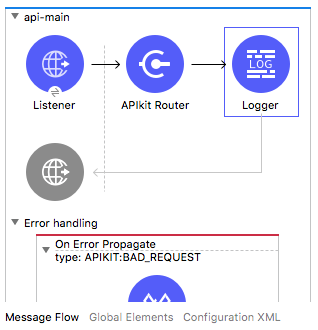 api-main
LOG
Listener
APIkit Router
Logger
Error handling
On Error Propagate
type: APIKIT:BAD_REQUEST
Message Flow
Global Elements
Configuration XML